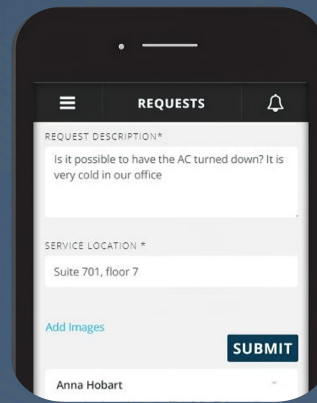 REQUESTS
REQUEST DESCRIPTION*
Is it possible to have the AC turned down? It is
very cold in our office
SERVICE LOCATION *
Suite 701, floor 7
Add Images
SUBMIT
Anna Hobart